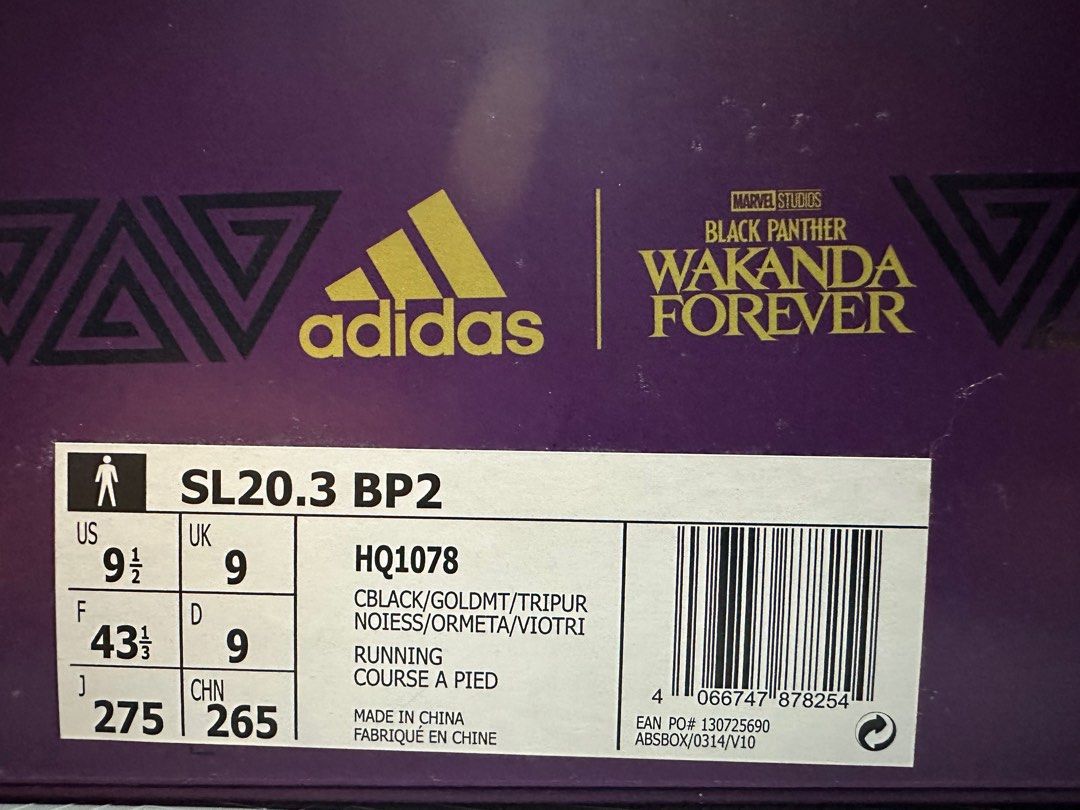 adidas
MARVEL STUDIOS
BLACK PANTHER
WAKANDA
FOREVER
SL20.3 BP2
US 9½
UK 9
F 43⅓
D 9
J 275
CHN 265
HQ1078
CBLACK/GOLDMT/TRIPUR
NOIESS/ORMETA/VIOTRI
RUNNING
COURSE A PIED
MADE IN CHINA
FABRIQUÉ EN CHINE
4 066747 878254
EAN PO# 130725690
ABSBOX/0314/V10